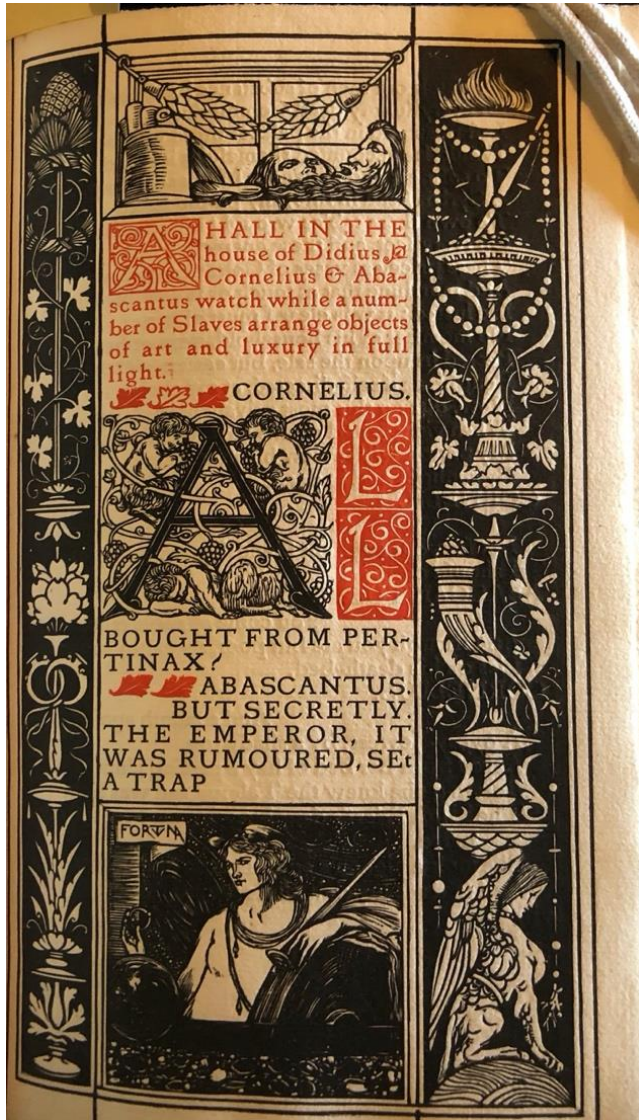 A HALL IN THE
house of Didius
Cornelius & Aba-
scantus watch while a num-
ber of Slaves arrange objects
of art and luxury in full
light.
CORNELIUS.
ALL
BOUGHT FROM PER-
TINAX?
ABASCANTUS.
BUT SECRETLY.
THE EMPEROR, IT
WAS RUMOURED, SEt
A TRAP
FORTVNA